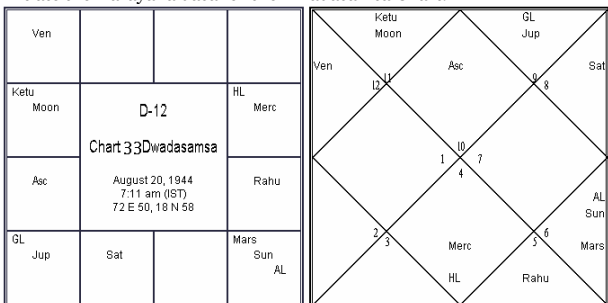 Ven
Ketu
Moon
HL
Merc
D-12
Chart 33Dwadasamsa
August 20, 1944
7:11 am (IST)
72 E 50, 18 N 58
Asc
Rahu
GL
Jup
Sat
Mars
Sun
AL
Ketu
Moon
GL
Jup
Ven
Asc
Sat
12
11
9
8
10
1
7
4
AL
Sun
2
3
6
5
Mars
Merc
HL
Rahu